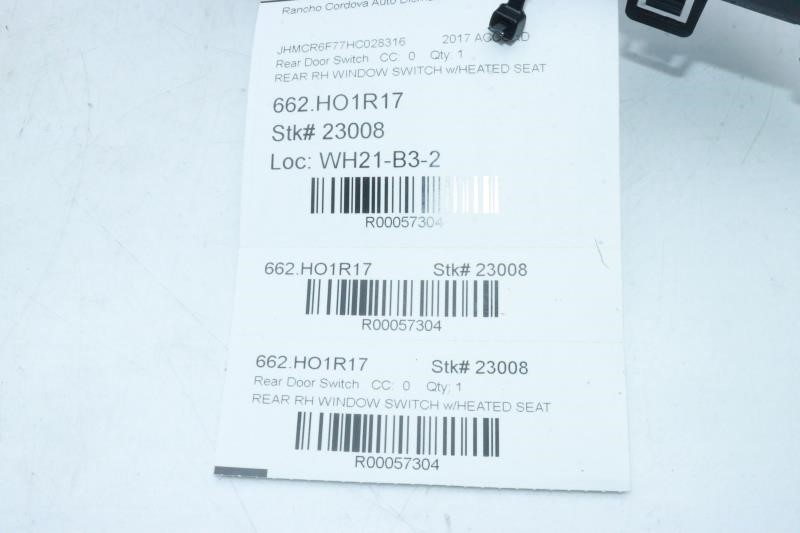 Rancho Cordova Auto
JHMCR6F77HC028316 2017
Rear Door Switch CC: 0 Qty: 1
REAR RH WINDOW SWITCH w/HEATED SEAT
662.HO1R17
Stk# 23008
Loc: WH21-B3-2
R00057304
662.HO1R17 Stk# 23008
R00057304
662.HO1R17 Stk# 23008
Rear Door Switch CC: 0 Qty: 1
REAR RH WINDOW SWITCH w/HEATED SEAT
R00057304